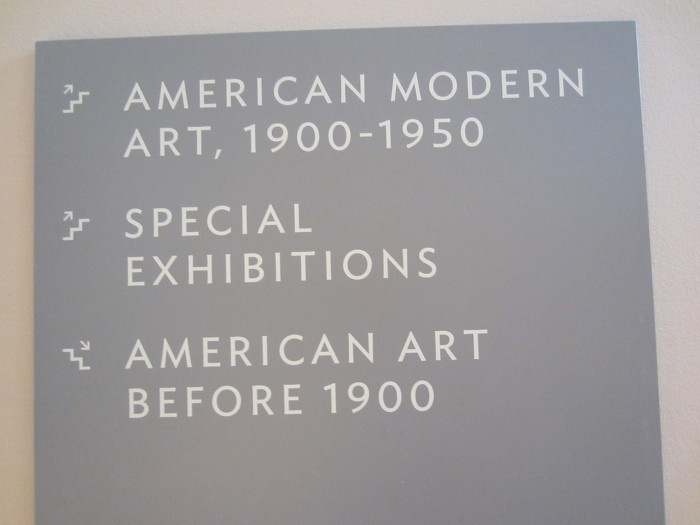 AMERICAN MODERN
ART, 1900-1950
SPECIAL
EXHIBITIONS
AMERICAN ART
BEFORE 1900